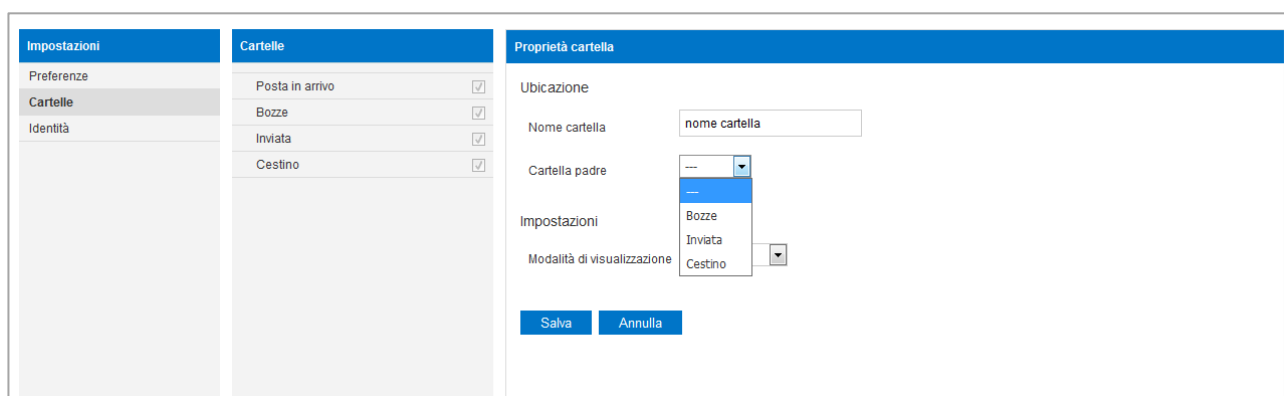 Impostazioni
Preferenze
Cartelle
Identità
Cartelle
Posta in arrivo
Bozze
Inviata
Cestino
Proprietà cartella
Ubicazione
Nome cartella nome cartella
Cartella padre ---
---
Bozze
Inviata
Cestino
Impostazioni
Modalità di visualizzazione
Salva Annulla